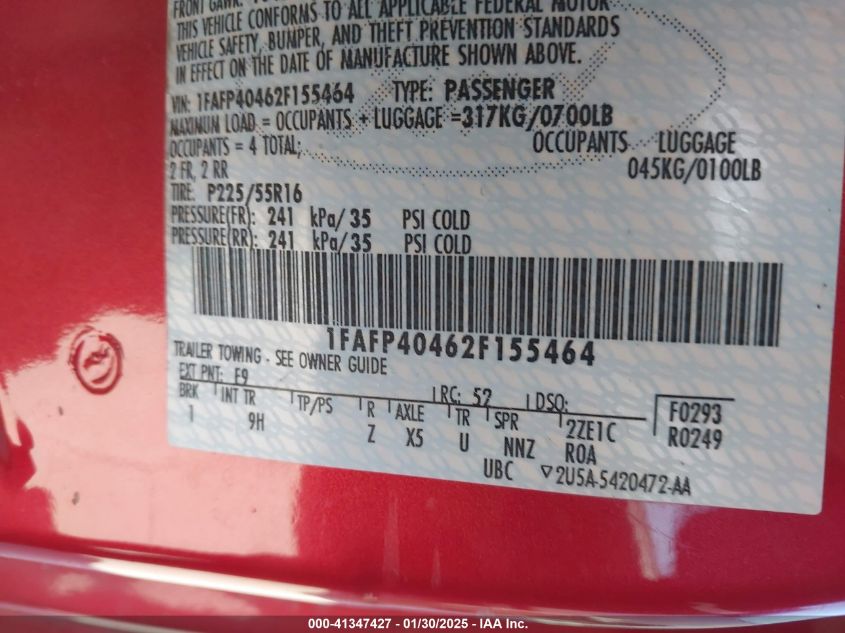 THIS VEHICLE CONFORMS TO ALL APPLICABLE FEDERAL MOTOR
VEHICLE SAFETY, BUMPER, AND THEFT PREVENTION STANDARDS
IN EFFECT ON THE DATE OF MANUFACTURE SHOWN ABOVE.
VIN: 1FAFP40462F155464 TYPE: PASSENGER
MAXIMUM LOAD = OCCUPANTS + LUGGAGE =317KG/0700LB
OCCUPANTS = 4 TOTAL; OCCUPANTS LUGGAGE
2 FR, 2 RR 045KG/0100LB
TIRE: P225/55R16
PRESSURE(FR): 241 kPa/ 35 PSI COLD
PRESSURE(RR): 241 kPa/ 35 PSI COLD
1FAFP40462F155464
TRAILER TOWING - SEE OWNER GUIDE
EXT PNT: F9 RC: 52 DSO: F0293
BRK INT TR TP/PS R AXLE TR SPR 2ZE1C R0249
1 9H Z X5 U NNZ ROA
UBC 2U5A-5420472-AA
000-41347427 - 01/30/2025 - IAA Inc.